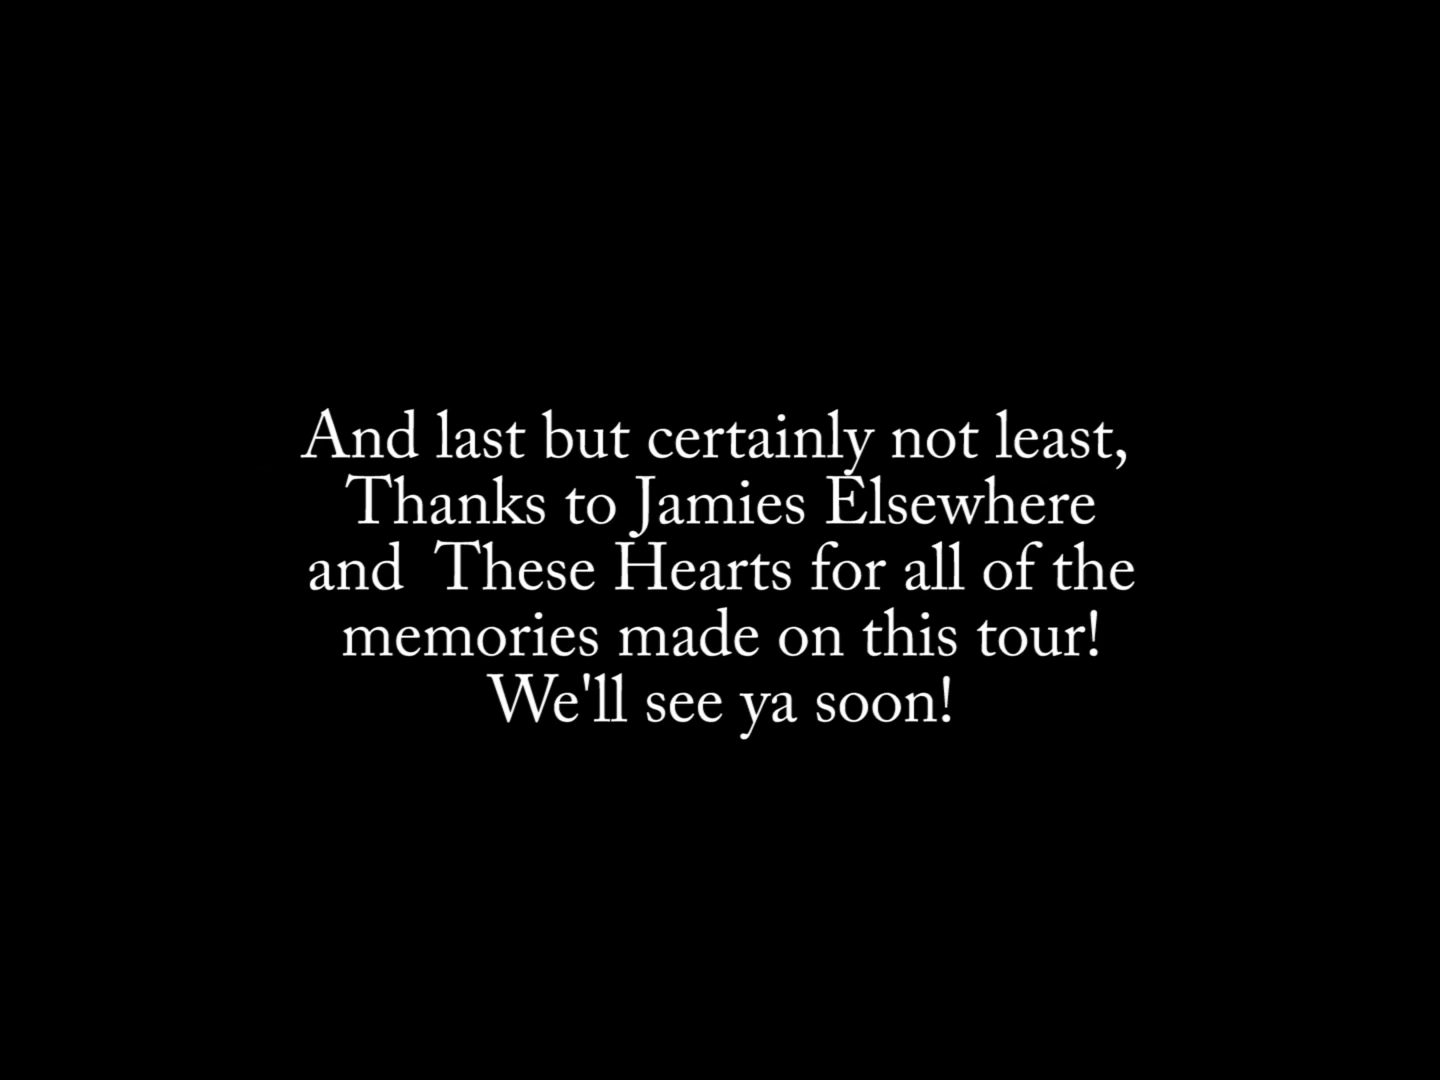 And last but certainly not least,
Thanks to Jamies Elsewhere
and  These Hearts for all of the
memories made on this tour!
We'll see ya soon!